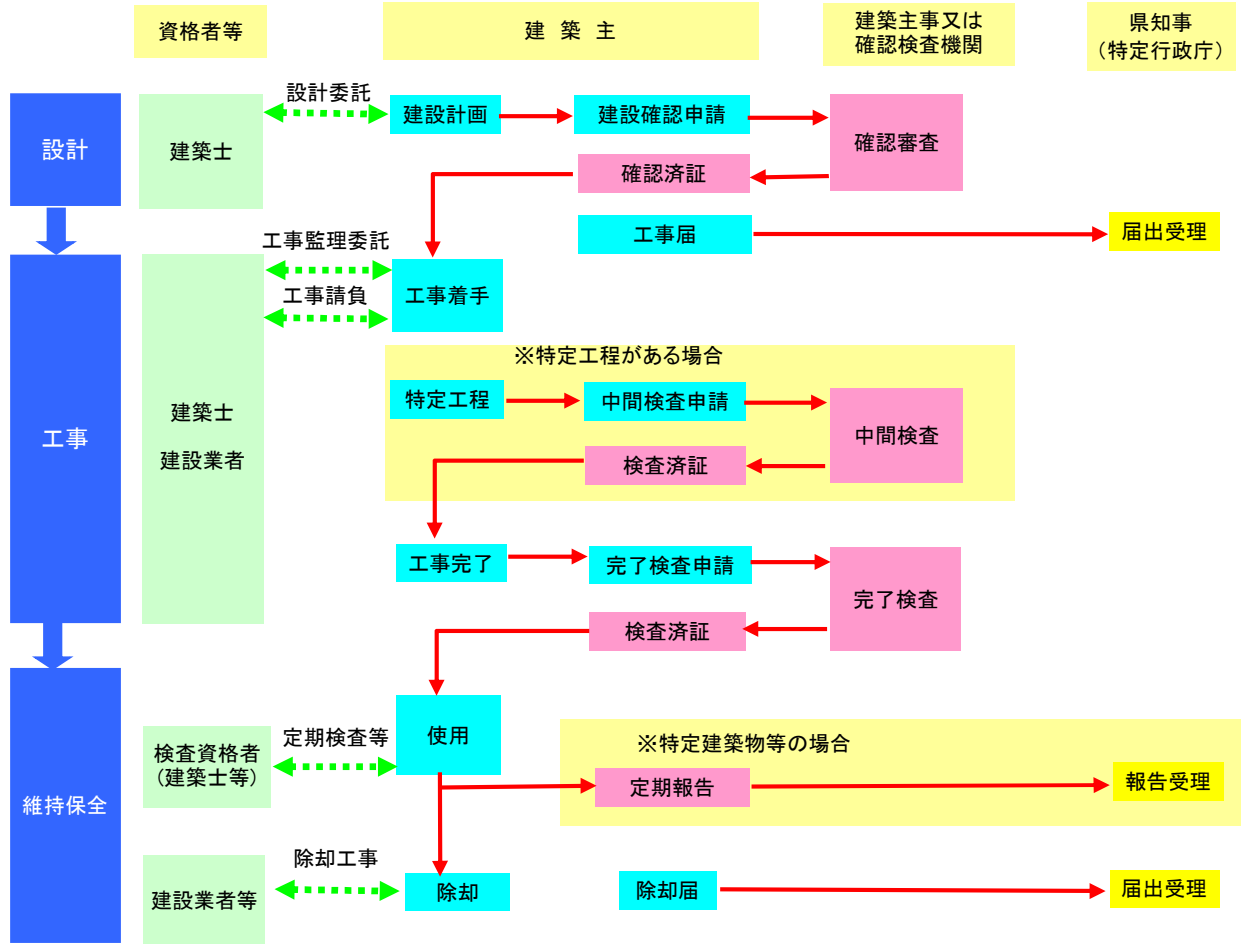 資格者等
建 築 主
建築主事又は
確認検査機関
県知事
（特定行政庁）
設計
建築士
設計委託
建設計画
建設確認申請
確認審査
確認済証
工事届
届出受理
工事
建築士
建設業者
工事監理委託
工事請負
工事着手
※特定工程がある場合
特定工程
中間検査申請
中間検査
検査済証
工事完了
完了検査申請
完了検査
検査済証
維持保全
検査資格者
（建築士等）
定期検査等
使用
※特定建築物等の場合
定期報告
報告受理
建設業者等
除却工事
除却
除却届
届出受理